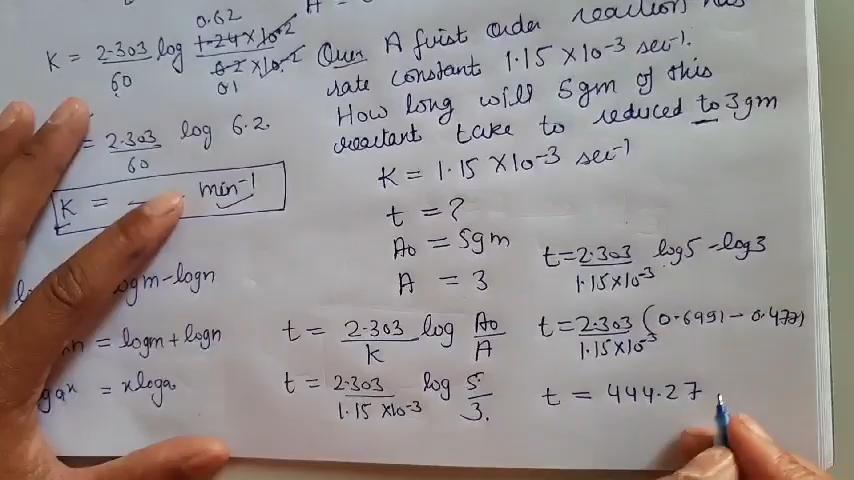 0.62
K = 2.303/60 log 1.24×10-2/0.2×10-2
01
= 2.303/60 log 6.2
K = — min-1
logm-logn
= logm+logn
= xloga
Ques A fuist Order reaction has
rate constant 1.15 ×10-3 sec-1.
How long will 5gm of this
reactant take to reduced to 3gm
K = 1.15 ×10-3 sec-1
t = ?
A0 = 5gm
A = 3
t = 2.303/K log A0/A
t = 2.303/1.15 ×10-3 log 5/3.
t = 2.303/1.15×10-3 log5 - log3
t = 2.303/1.15×10-3 (0.6991 - 0.4771)
t = 444.27